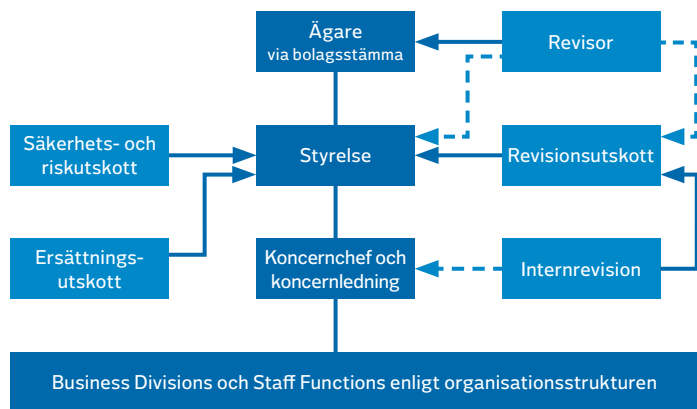 Ägare
via bolagsstämma
Revisor
Säkerhets- och
riskutskott
Styrelse
Revisionsutskott
Ersättnings-
utskott
Koncernchef och
koncernledning
Internrevision
Business Divisions och Staff Functions enligt organisationsstrukturen